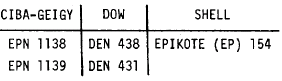 CIBA-GEIGY DOW SHELL
EPN 1138 DEN 438 EPIKOTE (EP) 154
EPN 1139 DEN 431